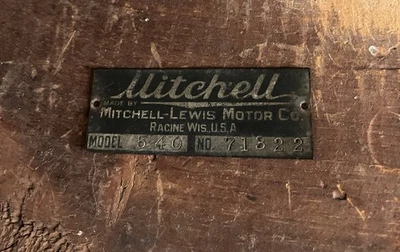 Mitchell
MADE BY
MITCHELL-LEWIS MOTOR CO.
RACINE WIS, U.S.A
MODEL 540 NO. 71822